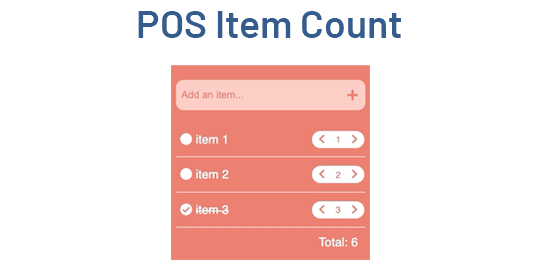 POS Item Count
Add an item...
item 1 1
item 2 2
item 3 3
Total: 6